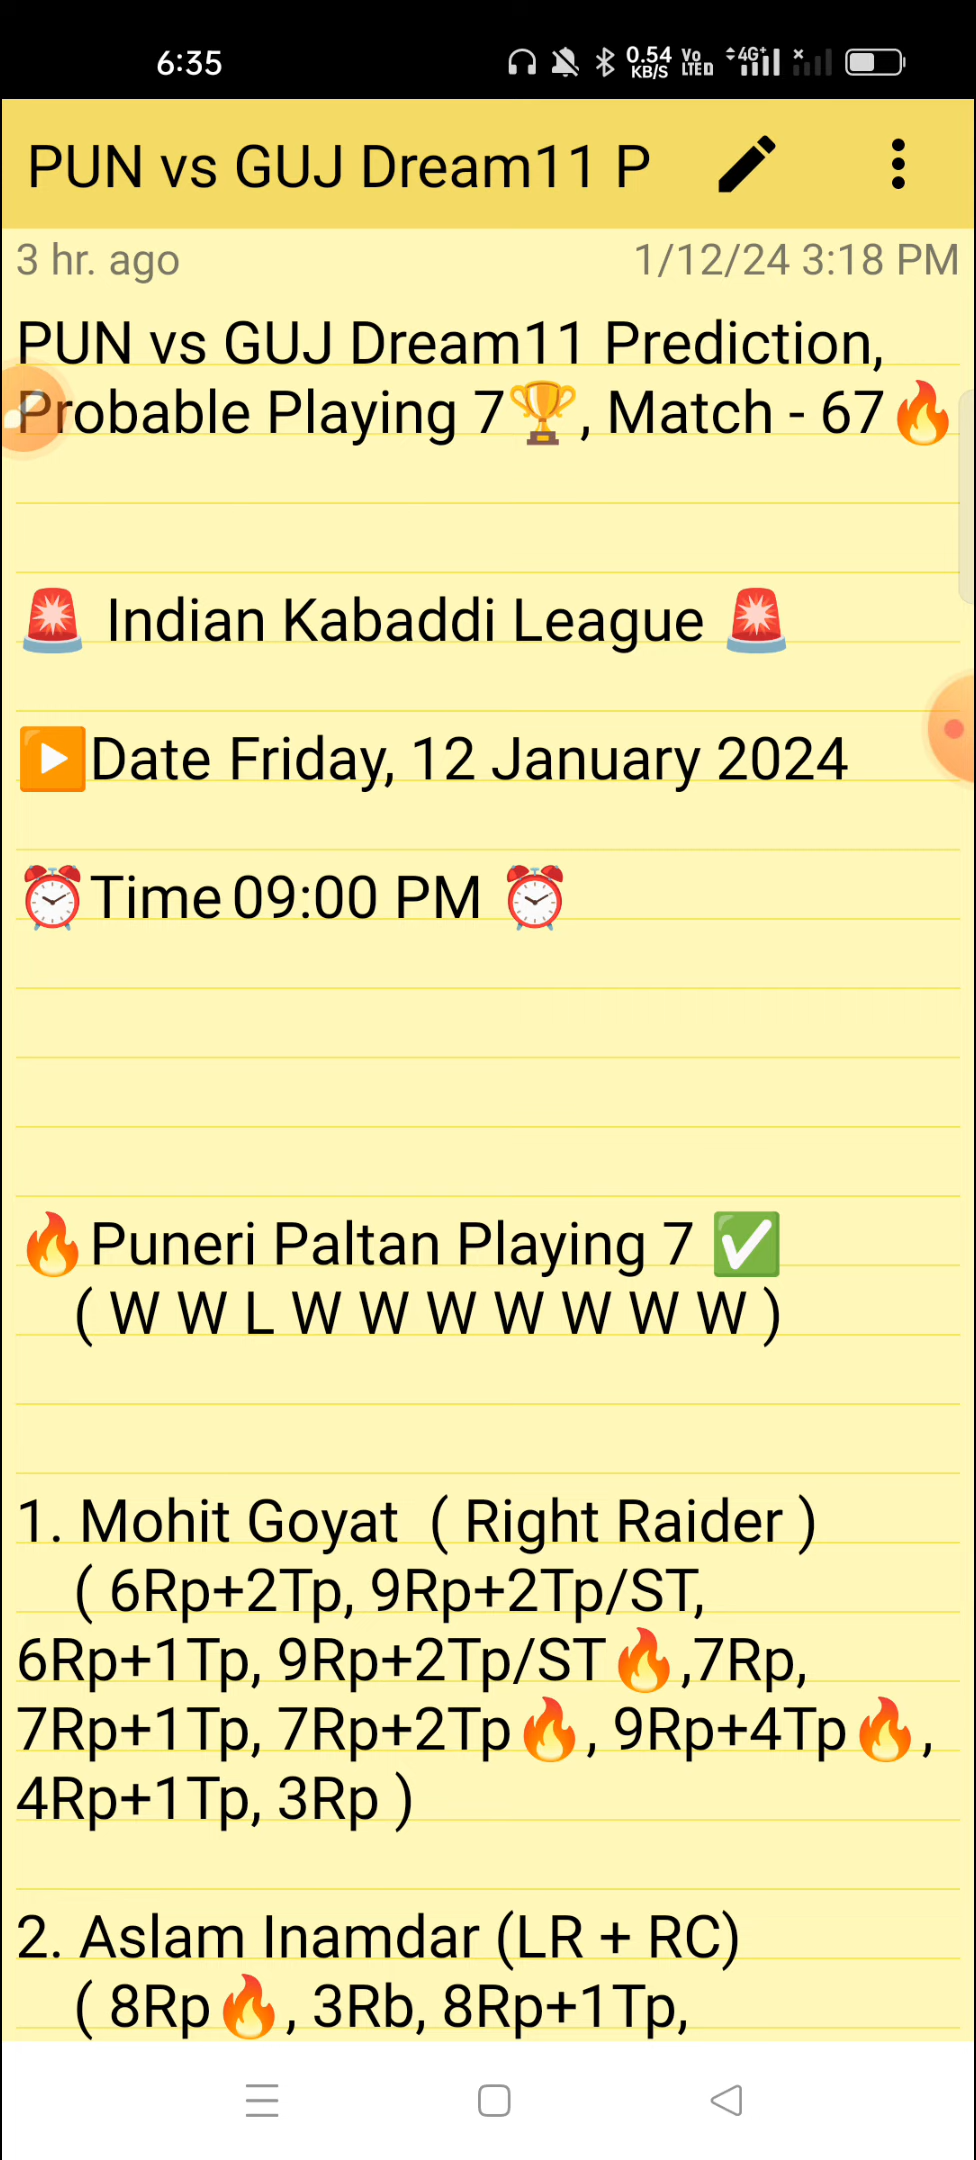 6:35
0.54 KB/S Vo LTED 4G+
PUN vs GUJ Dream11 P
3 hr. ago 1/12/24 3:18 PM
PUN vs GUJ Dream11 Prediction,
Probable Playing 7🏆, Match - 67🔥
🚨 Indian Kabaddi League 🚨
▶️Date Friday, 12 January 2024
⏰Time 09:00 PM ⏰
🔥Puneri Paltan Playing 7 ✅
( W W L W W W W W W W )
1. Mohit Goyat ( Right Raider )
( 6Rp+2Tp, 9Rp+2Tp/ST,
6Rp+1Tp, 9Rp+2Tp/ST🔥,7Rp,
7Rp+1Tp, 7Rp+2Tp🔥, 9Rp+4Tp🔥,
4Rp+1Tp, 3Rp )
2. Aslam Inamdar (LR + RC)
( 8Rp🔥, 3Rb, 8Rp+1Tp,